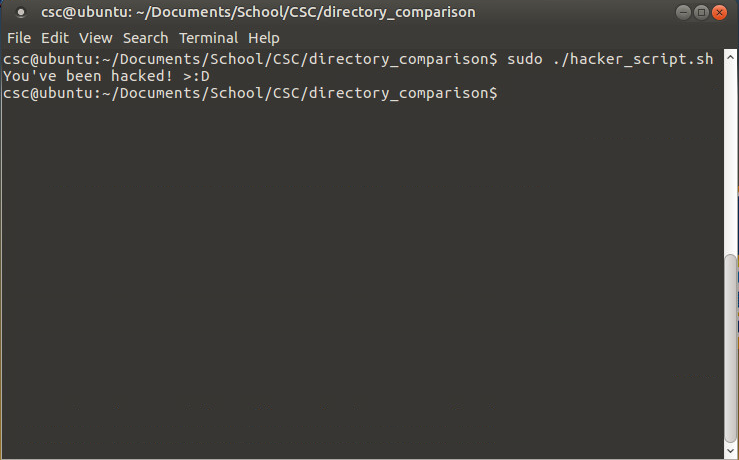 csc@ubuntu: ~/Documents/School/CSC/directory_comparison
File Edit View Search Terminal Help
csc@ubuntu:~/Documents/School/CSC/directory_comparison$ sudo ./hacker_script.sh
You've been hacked! >:D
csc@ubuntu:~/Documents/School/CSC/directory_comparison$